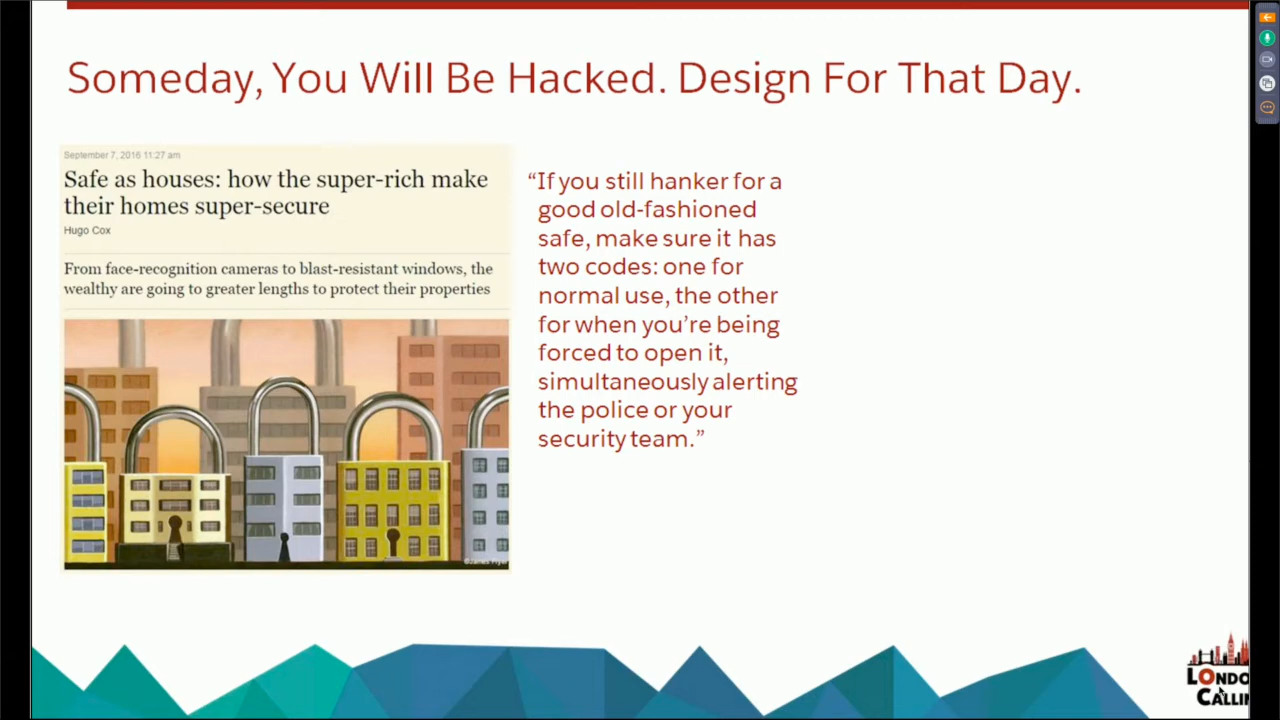 Someday, You Will Be Hacked. Design For That Day.
September 7, 2016 11:27 am
Safe as houses: how the super-rich make
their homes super-secure
Hugo Cox
From face-recognition cameras to blast-resistant windows, the
wealthy are going to greater lengths to protect their properties
“If you still hanker for a
good old-fashioned
safe, make sure it has
two codes: one for
normal use, the other
for when you’re being
forced to open it,
simultaneously alerting
the police or your
security team.”